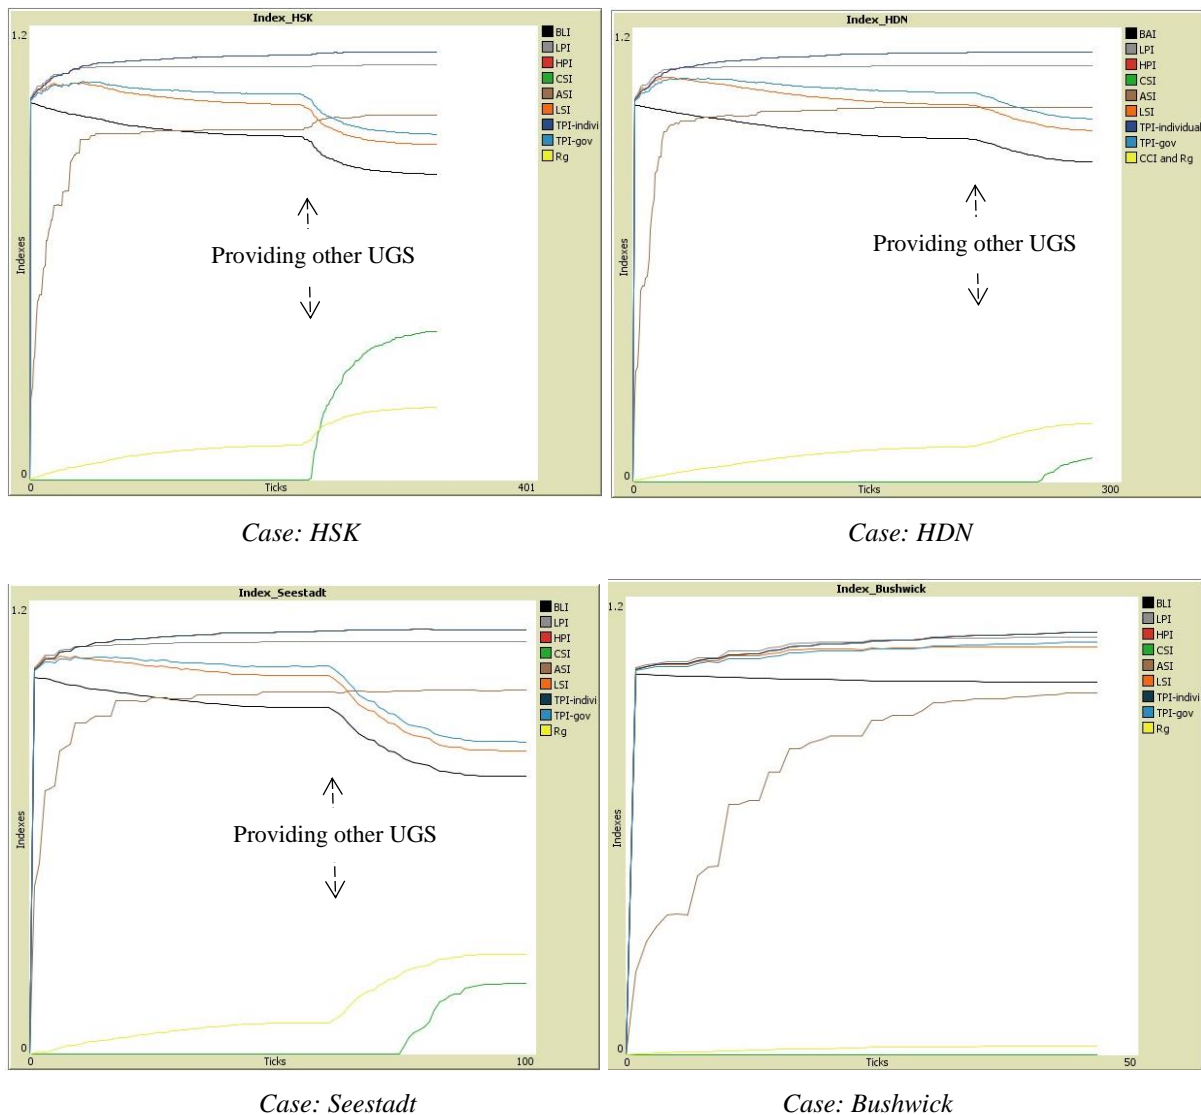 Index_HSK
1.2
Indexes
0
0
Ticks
401
BLI
LPI
HPI
CSI
ASI
LSI
TPI-indivi
TPI-gov
Rg
Providing other UGS
Case: HSK
Index_HDN
1.2
Indexes
0
0
Ticks
300
BAI
LPI
HPI
CSI
ASI
LSI
TPI-individual
TPI-gov
CCI and Rg
Providing other UGS
Case: HDN
Index_Seestadt
1.2
Indexes
0
0
Ticks
100
BLI
LPI
HPI
CSI
ASI
LSI
TPI-indivi
TPI-gov
Rg
Providing other UGS
Case: Seestadt
Index_Bushwick
1.2
Indexes
0
0
Ticks
50
BLI
LPI
HPI
CSI
ASI
LSI
TPI-indivi
TPI-gov
Rg
Case: Bushwick